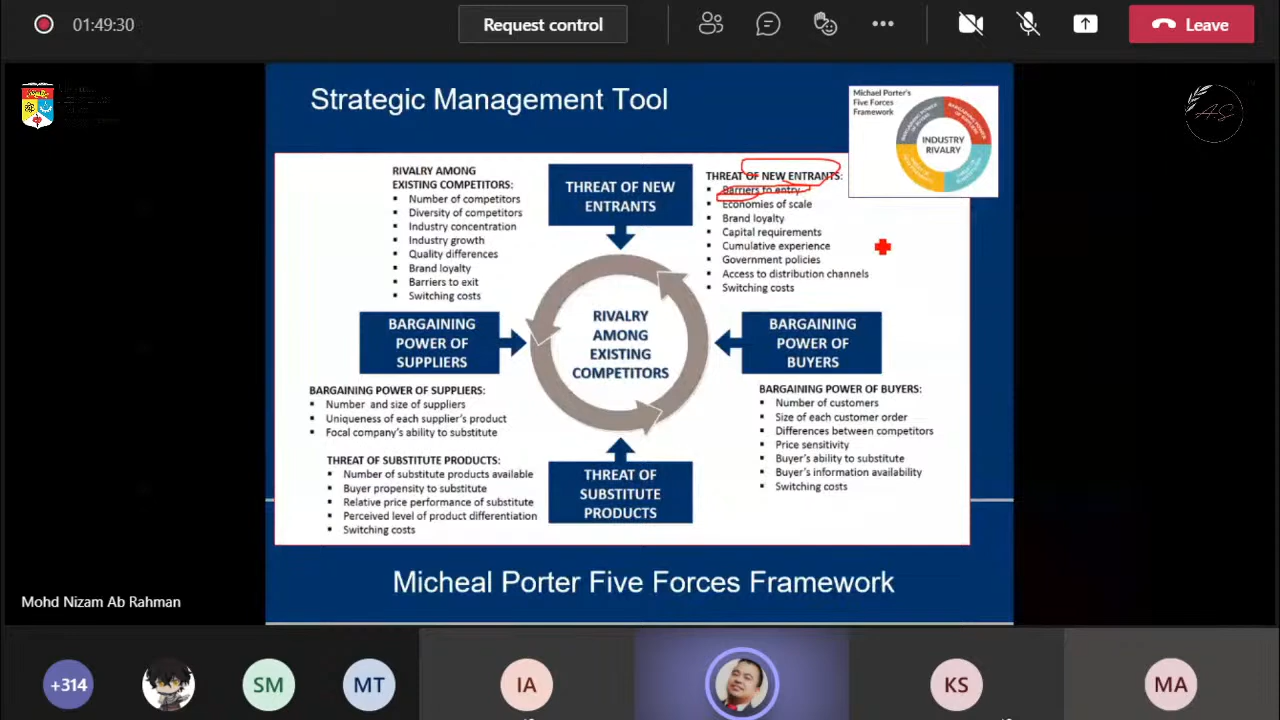 01:49:30
Request control
Leave
Strategic Management Tool
Michael Porter's
Five Forces
Framework
BARGAINING POWER
OF SUPPLIERS
INDUSTRY
RIVALRY
AS
RIVALRY AMONG
EXISTING COMPETITORS:
Number of competitors
Diversity of competitors
Industry concentration
Industry growth
Quality differences
Brand loyalty
Barriers to exit
Switching costs
THREAT OF NEW
ENTRANTS
THREAT OF NEW ENTRANTS:
Barriers to entry
Economies of scale
Brand loyalty
Capital requirements
Cumulative experience
Government policies
Access to distribution channels
Switching costs
BARGAINING
POWER OF
SUPPLIERS
RIVALRY
AMONG
EXISTING
COMPETITORS
BARGAINING
POWER OF
BUYERS
BARGAINING POWER OF SUPPLIERS:
Number and size of suppliers
Uniqueness of each supplier's product
Focal company's ability to substitute
BARGAINING POWER OF BUYERS:
Number of customers
Size of each customer order
Differences between competitors
Price sensitivity
Buyer's ability to substitute
Buyer's information availability
Switching costs
THREAT OF SUBSTITUTE PRODUCTS:
Number of substitute products available
Buyer propensity to substitute
Relative price performance of substitute
Perceived level of product differentiation
Switching costs
THREAT OF
SUBSTITUTE
PRODUCTS
Micheal Porter Five Forces Framework
Mohd Nizam Ab Rahman
+314
SM
MT
IA
KS
MA